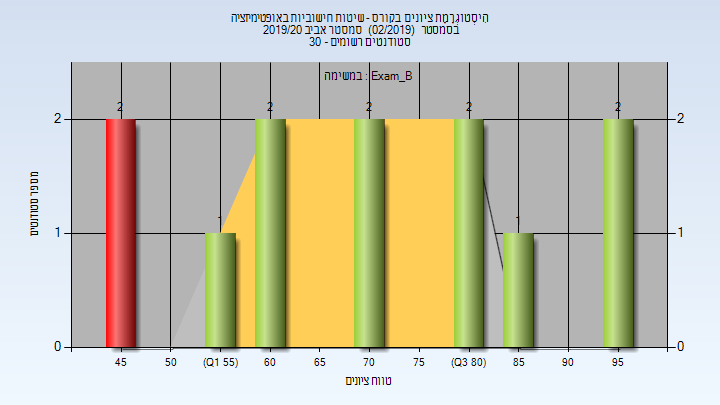 היסטוגרמת ציונים בקורס - שיטות חישוביות באופטימיזציה
בסמסטר (02/2019) סמסטר אביב 2019/20
סטודנטים רשומים - 30
במשימה : Exam_B
מספר סטודנטים
2 2 2 2 2 2 2
1 1 1 1
0 0
45 50 (Q1 55) 60 65 70 75 (Q3 80) 85 90 95
טווח ציונים